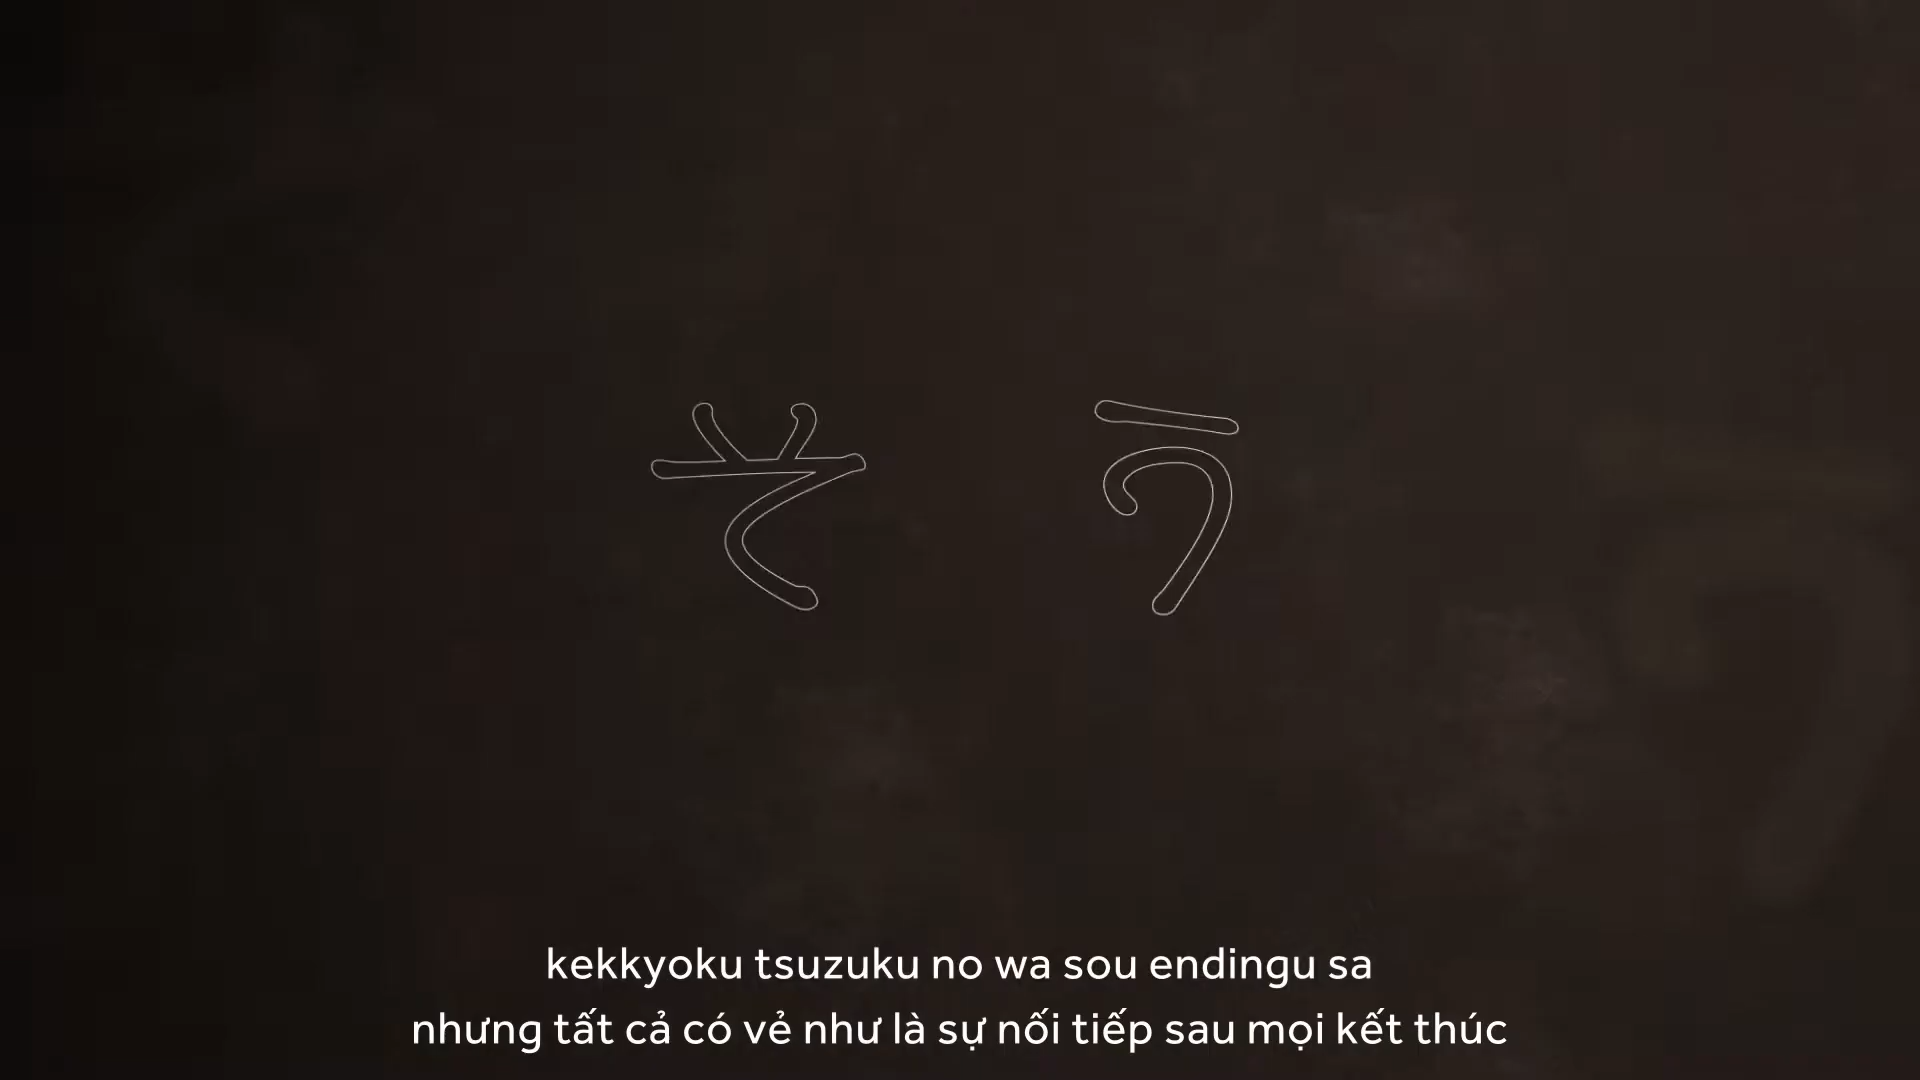 そう
kekkyoku tsuzuku no wa sou endingu sa
nhưng tất cả có vẻ như là sự nối tiếp sau mọi kết thúc